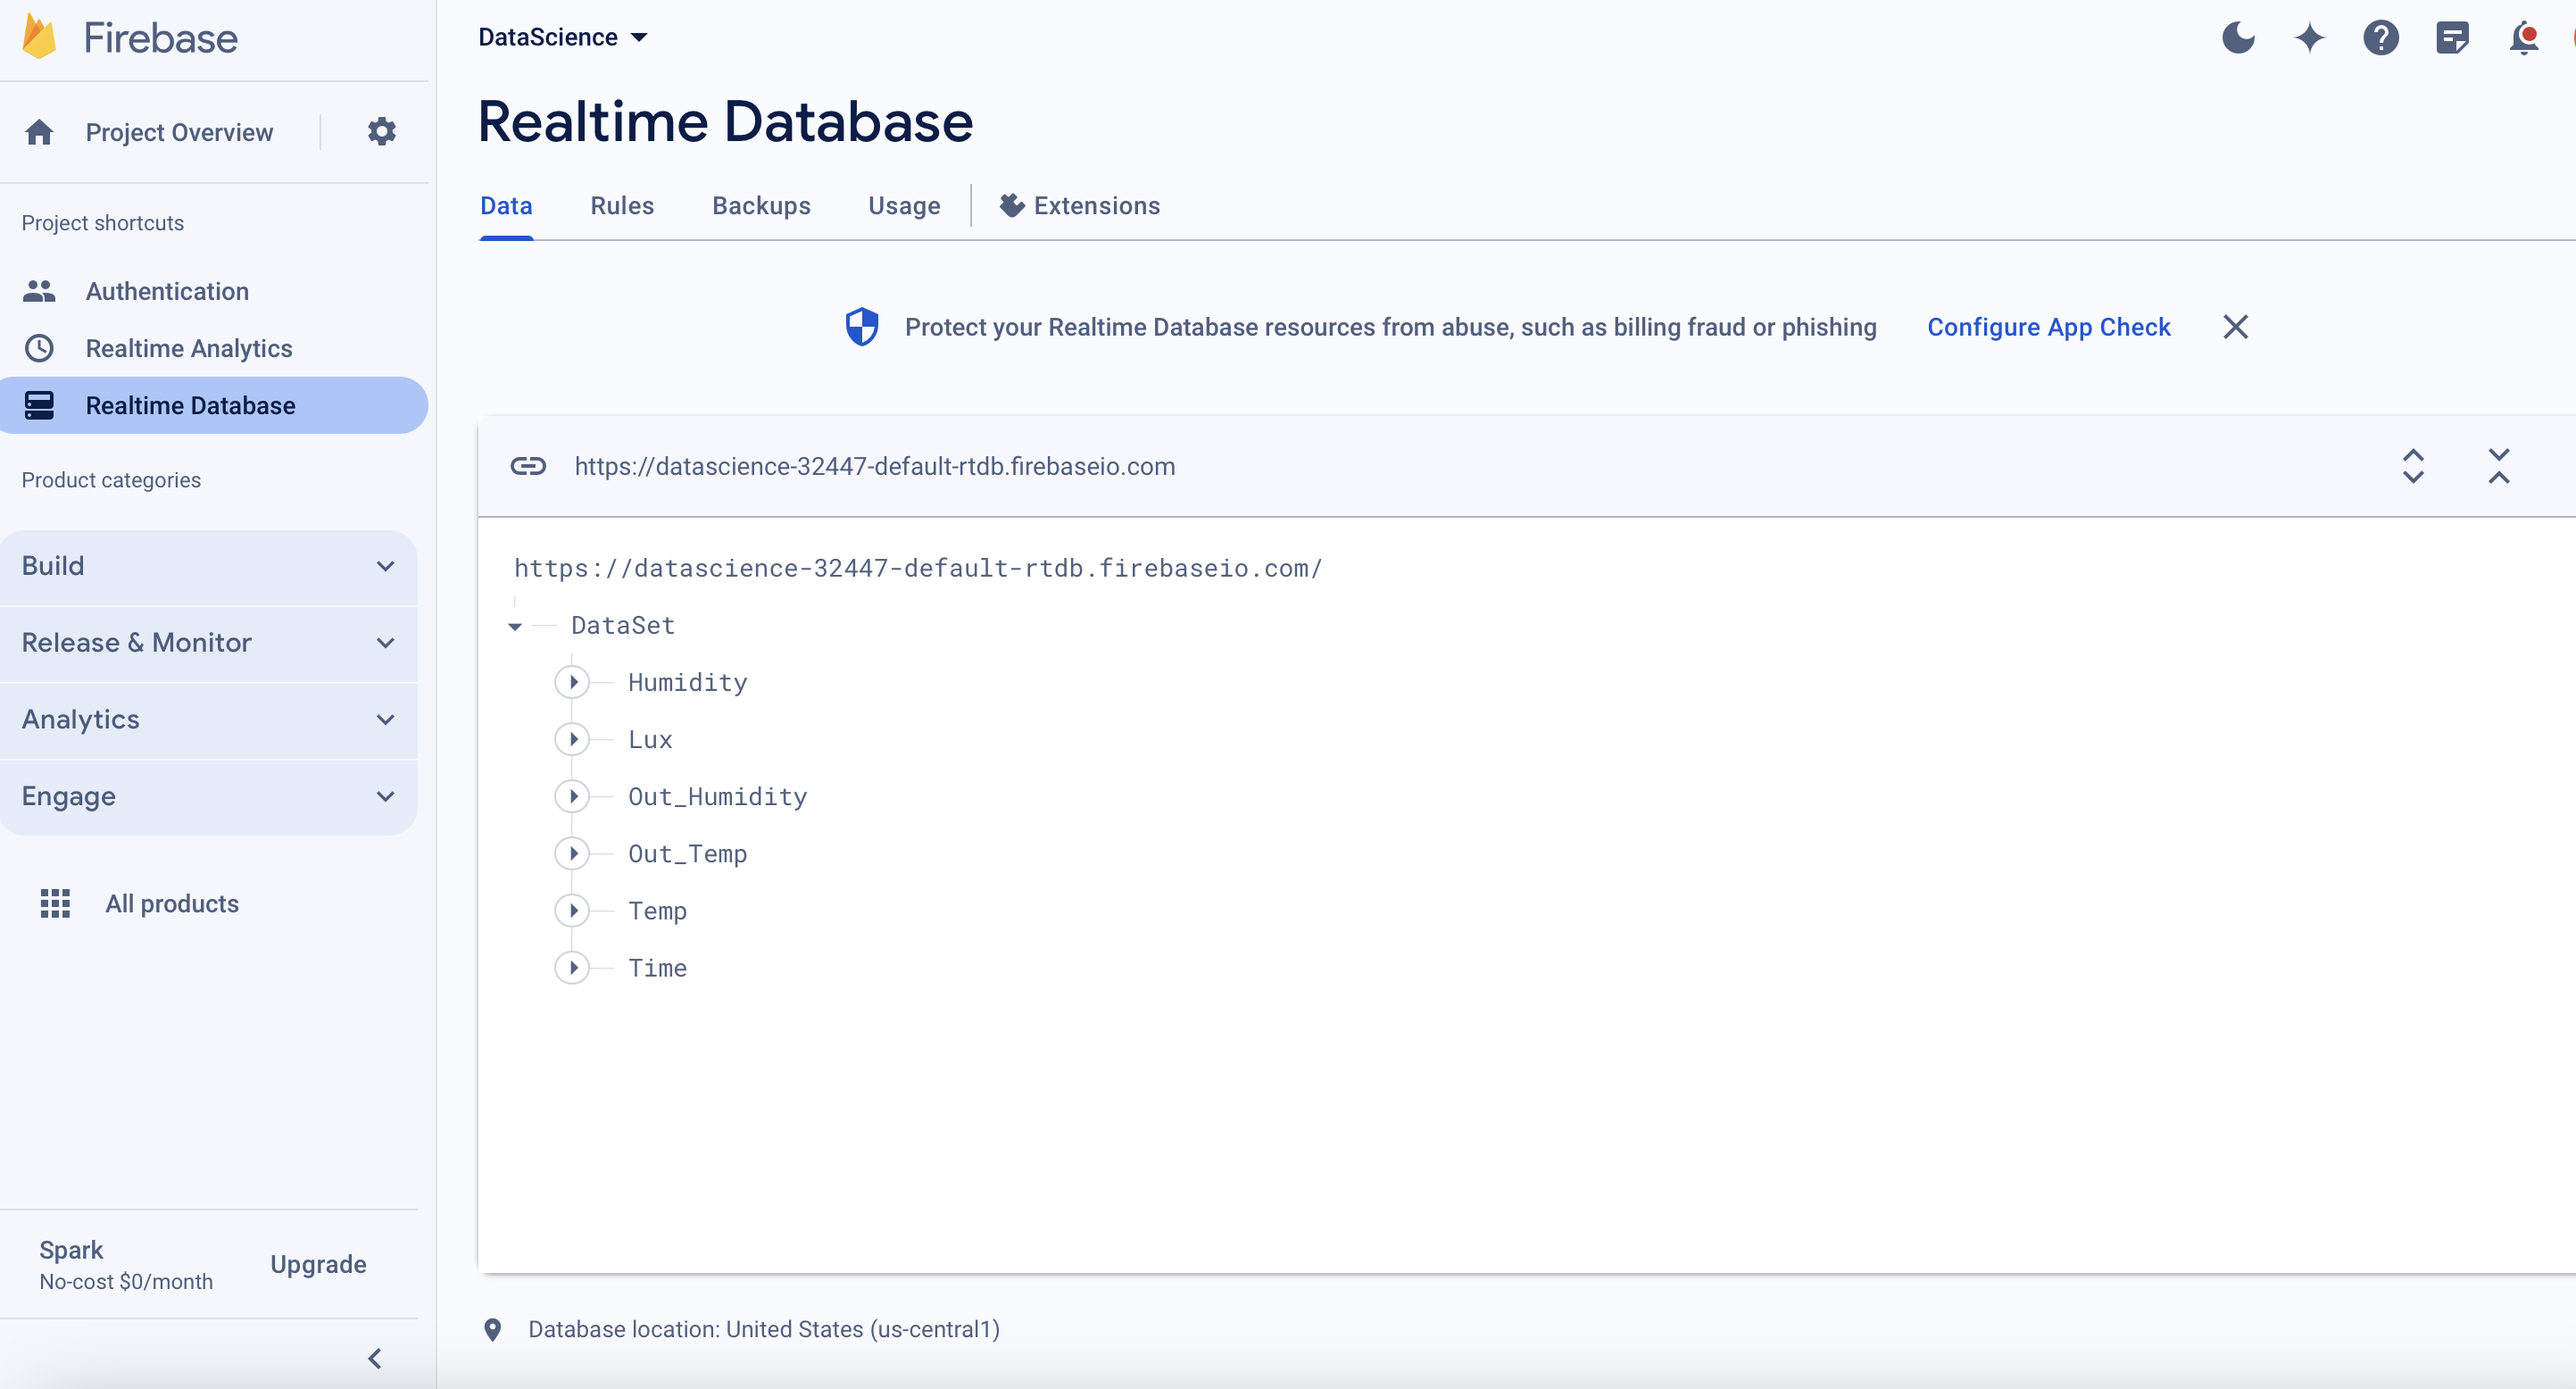 Firebase
Project Overview
Project shortcuts
Authentication
Realtime Analytics
Realtime Database
Product categories
Build
Release & Monitor
Analytics
Engage
All products
Spark
No-cost $0/month
Upgrade
DataScience
Realtime Database
Data Rules Backups Usage Extensions
Protect your Realtime Database resources from abuse, such as billing fraud or phishing Configure App Check
https://datascience-32447-default-rtdb.firebaseio.com
https://datascience-32447-default-rtdb.firebaseio.com/
DataSet
Humidity
Lux
Out_Humidity
Out_Temp
Temp
Time
Database location: United States (us-central1)